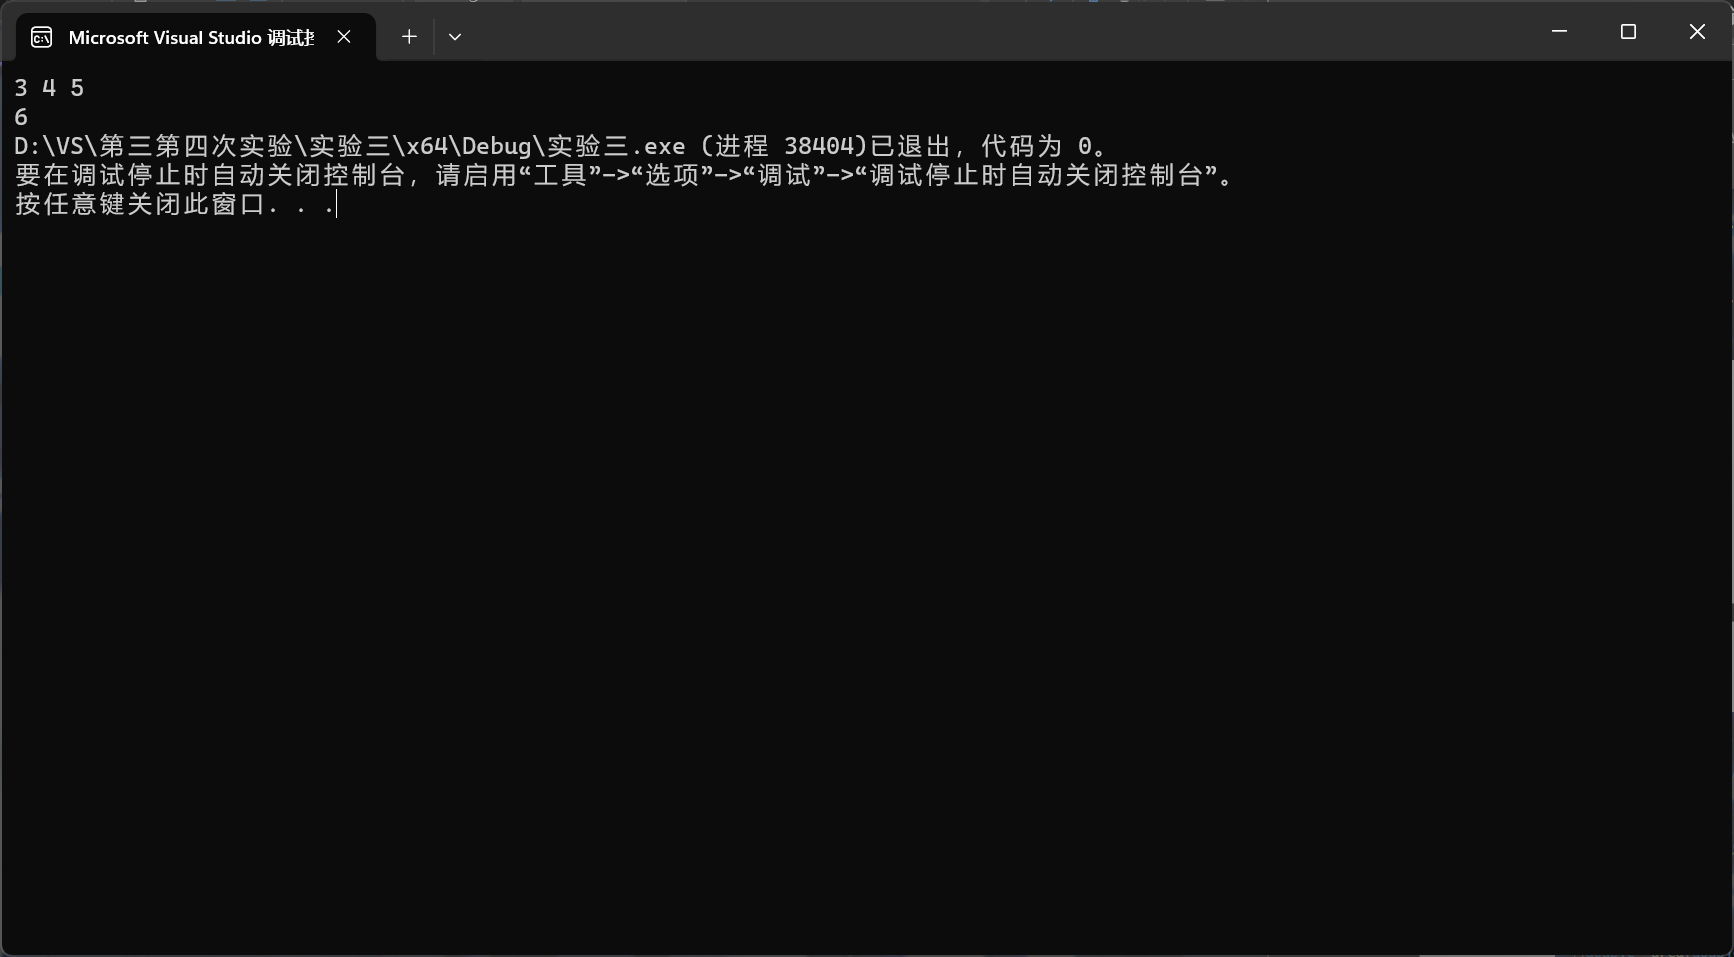 Microsoft Visual Studio 调试
3 4 5
6
D:\VS\第三第四次实验\实验三\x64\Debug\实验三.exe (进程 38404)已退出，代码为 0。
要在调试停止时自动关闭控制台，请启用“工具”->“选项”->“调试”->“调试停止时自动关闭控制台”。
按任意键关闭此窗口. . .